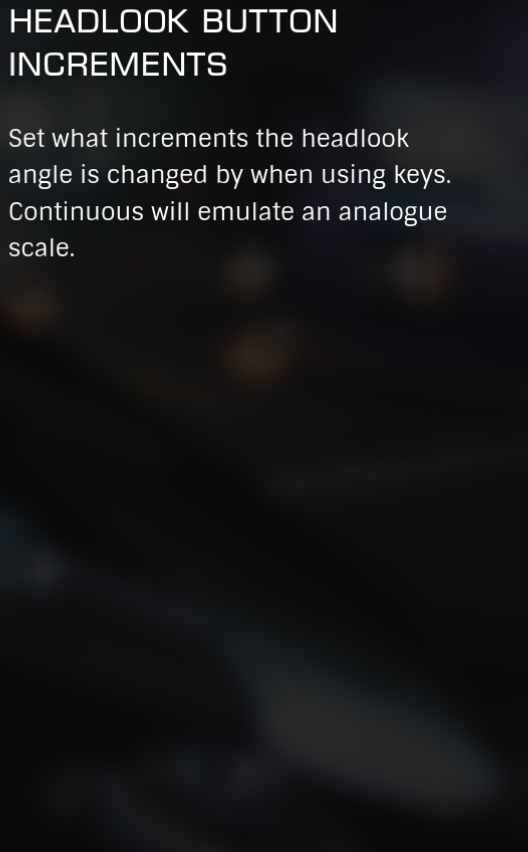 HEADLOOK BUTTON
INCREMENTS
Set what increments the headlook
angle is changed by when using keys.
Continuous will emulate an analogue
scale.